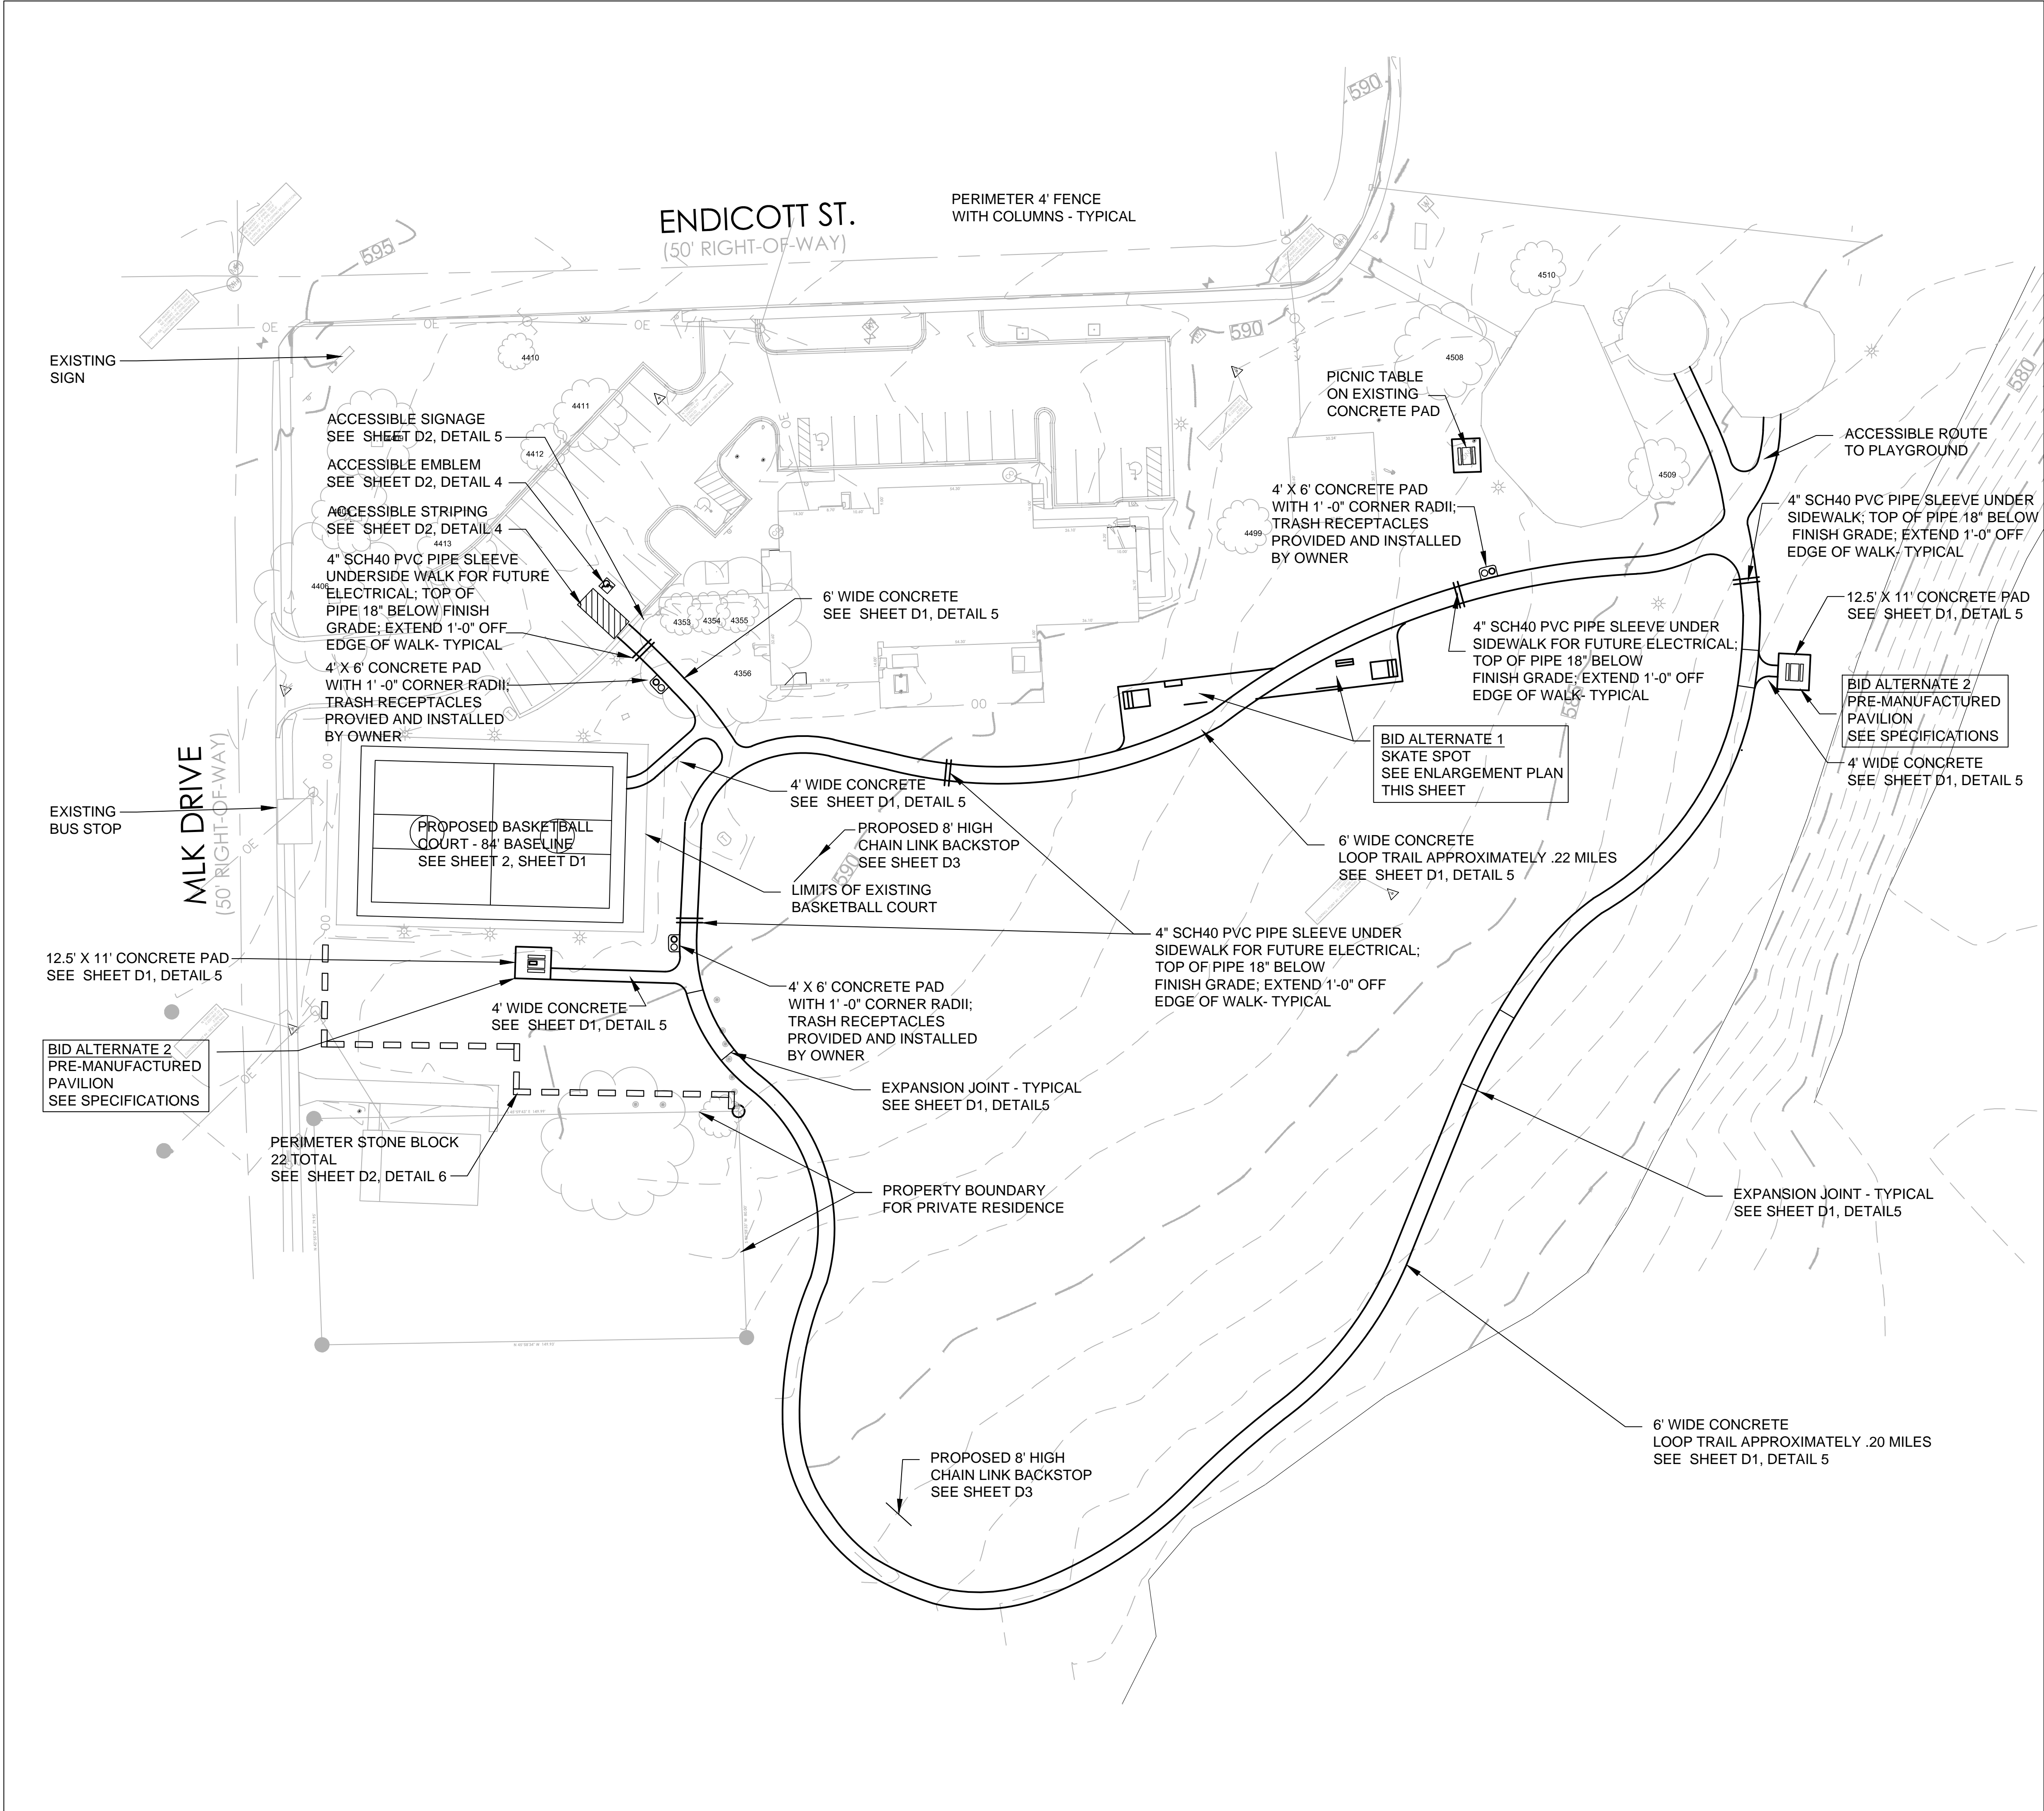 590
ENDICOTT ST.
(50' RIGHT-OF-WAY)
PERIMETER 4' FENCE
WITH COLUMNS - TYPICAL
595
OE
OE
OE
OE
OE
590
580
4510
4410
4508
4411
4412
4509
4413
4499
4406
4353
4354
4355
4356
EXISTING
SIGN
ACCESSIBLE SIGNAGE
SEE SHEET D2, DETAIL 5
ACCESSIBLE EMBLEM
SEE SHEET D2, DETAIL 4
ACCESSIBLE STRIPING
SEE SHEET D2, DETAIL 4
4" SCH40 PVC PIPE SLEEVE
UNDERSIDE WALK FOR FUTURE
ELECTRICAL; TOP OF
PIPE 18" BELOW FINISH
GRADE; EXTEND 1'-0" OFF
EDGE OF WALK- TYPICAL
4' X 6' CONCRETE PAD
WITH 1' -0" CORNER RADII;
TRASH RECEPTACLES
PROVIED AND INSTALLED
BY OWNER
6' WIDE CONCRETE
SEE SHEET D1, DETAIL 5
PICNIC TABLE
ON EXISTING
CONCRETE PAD
4' X 6' CONCRETE PAD
WITH 1' -0" CORNER RADII;
TRASH RECEPTACLES
PROVIDED AND INSTALLED
BY OWNER
ACCESSIBLE ROUTE
TO PLAYGROUND
4" SCH40 PVC PIPE SLEEVE UNDER
SIDEWALK; TOP OF PIPE 18" BELOW
FINISH GRADE; EXTEND 1'-0" OFF
EDGE OF WALK- TYPICAL
12.5' X 11' CONCRETE PAD
SEE SHEET D1, DETAIL 5
4" SCH40 PVC PIPE SLEEVE UNDER
SIDEWALK FOR FUTURE ELECTRICAL;
TOP OF PIPE 18" BELOW
FINISH GRADE; EXTEND 1'-0" OFF
EDGE OF WALK- TYPICAL
BID ALTERNATE 2
PRE-MANUFACTURED
PAVILION
SEE SPECIFICATIONS
4' WIDE CONCRETE
SEE SHEET D1, DETAIL 5
BID ALTERNATE 1
SKATE SPOT
SEE ENLARGEMENT PLAN
THIS SHEET
MLK DRIVE
(50' RIGHT-OF-WAY)
EXISTING
BUS STOP
PROPOSED BASKETBALL
COURT - 84' BASELINE
SEE SHEET 2, SHEET D1
4' WIDE CONCRETE
SEE SHEET D1, DETAIL 5
PROPOSED 8' HIGH
CHAIN LINK BACKSTOP
SEE SHEET D3
590
LIMITS OF EXISTING
BASKETBALL COURT
6' WIDE CONCRETE
LOOP TRAIL APPROXIMATELY .22 MILES
SEE SHEET D1, DETAIL 5
4" SCH40 PVC PIPE SLEEVE UNDER
SIDEWALK FOR FUTURE ELECTRICAL;
TOP OF PIPE 18" BELOW
FINISH GRADE; EXTEND 1'-0" OFF
EDGE OF WALK- TYPICAL
12.5' X 11' CONCRETE PAD
SEE SHEET D1, DETAIL 5
4' WIDE CONCRETE
SEE SHEET D1, DETAIL 5
4' X 6' CONCRETE PAD
WITH 1' -0" CORNER RADII;
TRASH RECEPTACLES
PROVIDED AND INSTALLED
BY OWNER
BID ALTERNATE 2
PRE-MANUFACTURED
PAVILION
SEE SPECIFICATIONS
EXPANSION JOINT - TYPICAL
SEE SHEET D1, DETAIL5
PERIMETER STONE BLOCK
22 TOTAL
SEE SHEET D2, DETAIL 6
PROPERTY BOUNDARY
FOR PRIVATE RESIDENCE
EXPANSION JOINT - TYPICAL
SEE SHEET D1, DETAIL5
6' WIDE CONCRETE
LOOP TRAIL APPROXIMATELY .20 MILES
SEE SHEET D1, DETAIL 5
PROPOSED 8' HIGH
CHAIN LINK BACKSTOP
SEE SHEET D3